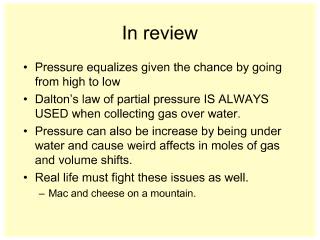 In review
• Pressure equalizes given the chance by going
from high to low
• Dalton's law of partial pressure IS ALWAYS
USED when collecting gas over water.
• Pressure can also be increase by being under
water and cause weird affects in moles of gas
and volume shifts.
• Real life must fight these issues as well.
– Mac and cheese on a mountain.